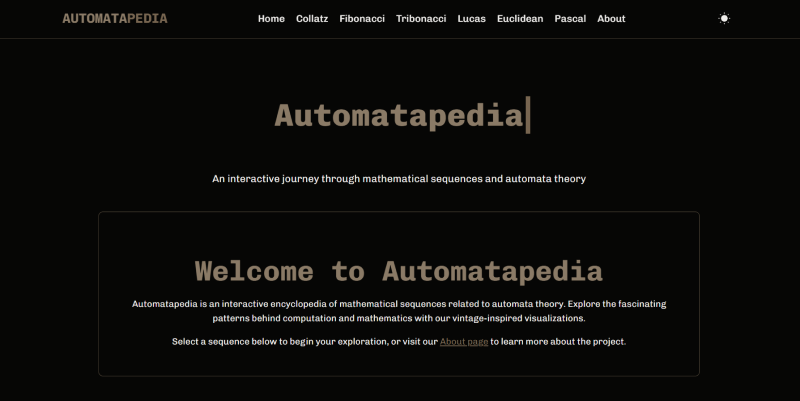 AUTOMATAPEDIA
Home Collatz Fibonacci Tribonacci Lucas Euclidean Pascal About
Automatapedia
An interactive journey through mathematical sequences and automata theory
Welcome to Automatapedia
Automatapedia is an interactive encyclopedia of mathematical sequences related to automata theory. Explore the fascinating
patterns behind computation and mathematics with our vintage-inspired visualizations.
Select a sequence below to begin your exploration, or visit our About page to learn more about the project.